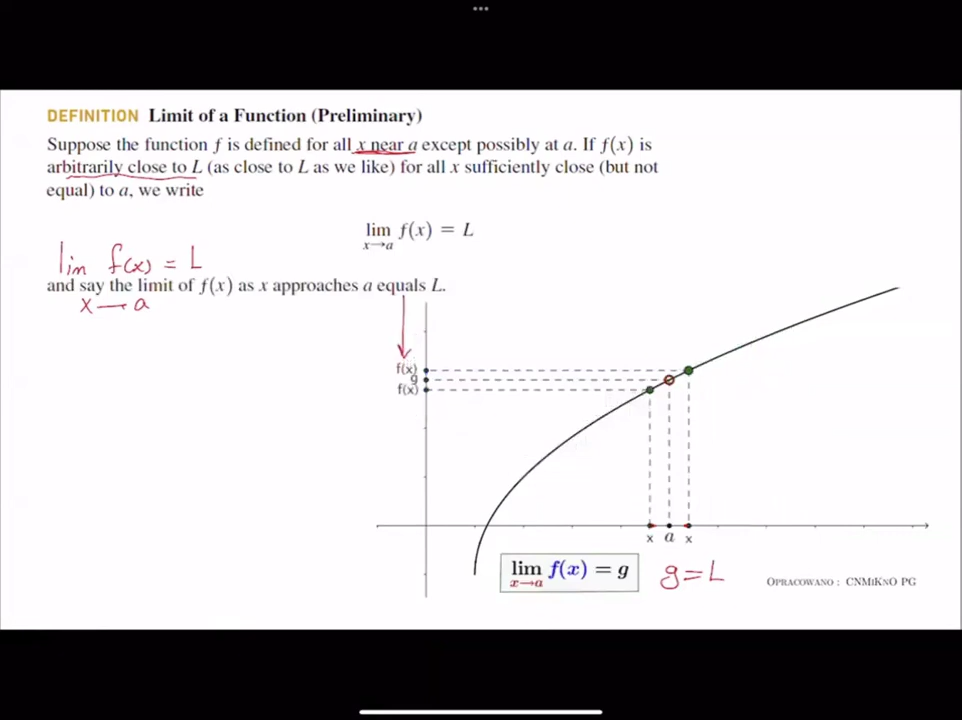 DEFINITION Limit of a Function (Preliminary)
Suppose the function f is defined for all x near a except possibly at a. If f(x) is
arbitrarily close to L (as close to L as we like) for all x sufficiently close (but not
equal) to a, we write
lim f(x) = L
x→a
lim f(x) = L
x→a
and say the limit of f(x) as x approaches a equals L.
f(x)
g
f(x)
x a x
lim f(x) = g
x→a
g=L
OPRACOWANO : CNMiKnO PG